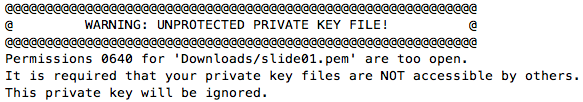 @@@@@@@@@@@@@@@@@@@@@@@@@@@@@@@@@@@@@@@@@@@@@@@@@@@@@@@@@@@
@         WARNING: UNPROTECTED PRIVATE KEY FILE!          @
@@@@@@@@@@@@@@@@@@@@@@@@@@@@@@@@@@@@@@@@@@@@@@@@@@@@@@@@@@@
Permissions 0640 for 'Downloads/slide01.pem' are too open.
It is required that your private key files are NOT accessible by others.
This private key will be ignored.